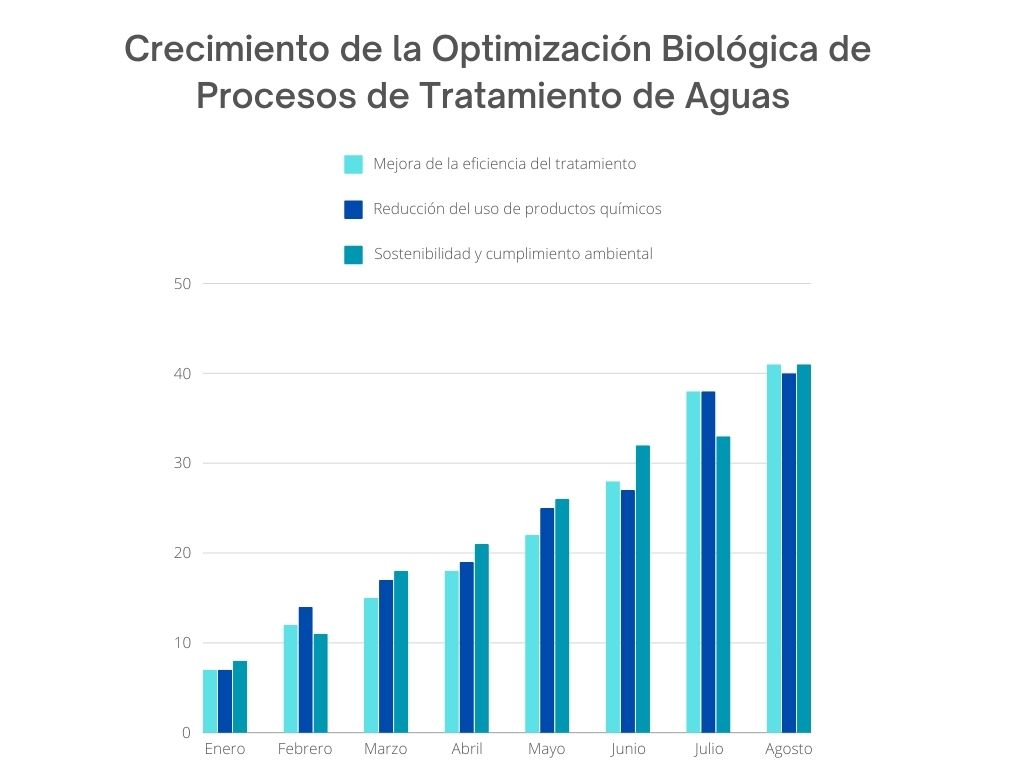 Crecimiento de la Optimización Biológica de
Procesos de Tratamiento de Aguas
Mejora de la eficiencia del tratamiento
Reducción del uso de productos químicos
Sostenibilidad y cumplimiento ambiental
50
40
30
20
10
0
Enero Febrero Marzo Abril Mayo Junio Julio Agosto